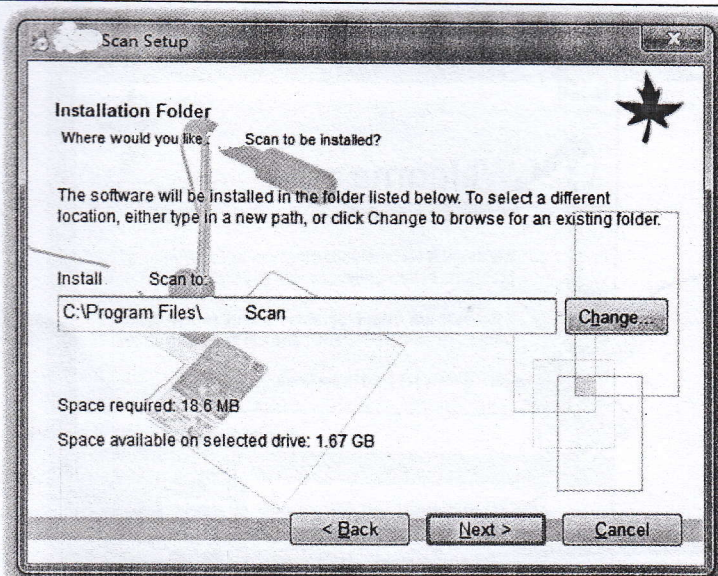 Scan Setup
Installation Folder
Where would you like Scan to be installed?
The software will be installed in the folder listed below. To select a different
location, either type in a new path, or click Change to browse for an existing folder.
Install Scan to:
C:\Program Files\ Scan
Change...
Space required: 18.6 MB
Space available on selected drive: 1.67 GB
< Back
Next >
Cancel